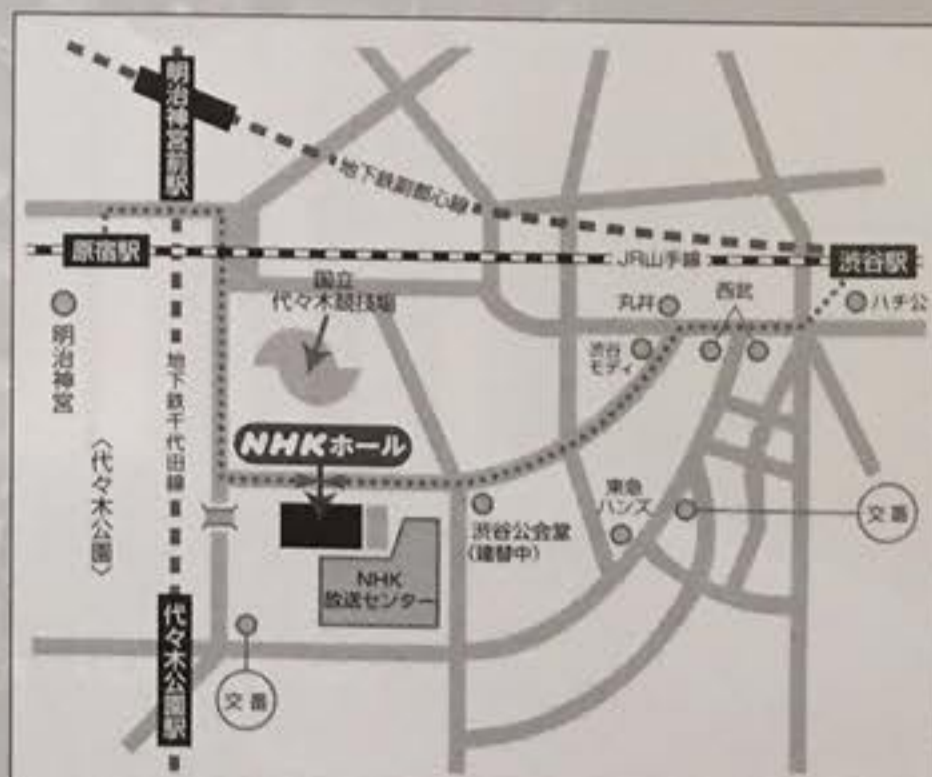 明治神宮前駅
地下鉄副都心線
原宿駅
JR山手線
渋谷駅
国立
代々木競技場
丸井
西武
ハチ公
明治神宮
地下鉄千代田線
渋谷
モディ
NHKホール
〈代々木公園〉
東急
ハンズ
渋谷公会堂
(建替中)
交番
NHK
放送センター
代々木公園駅
交番